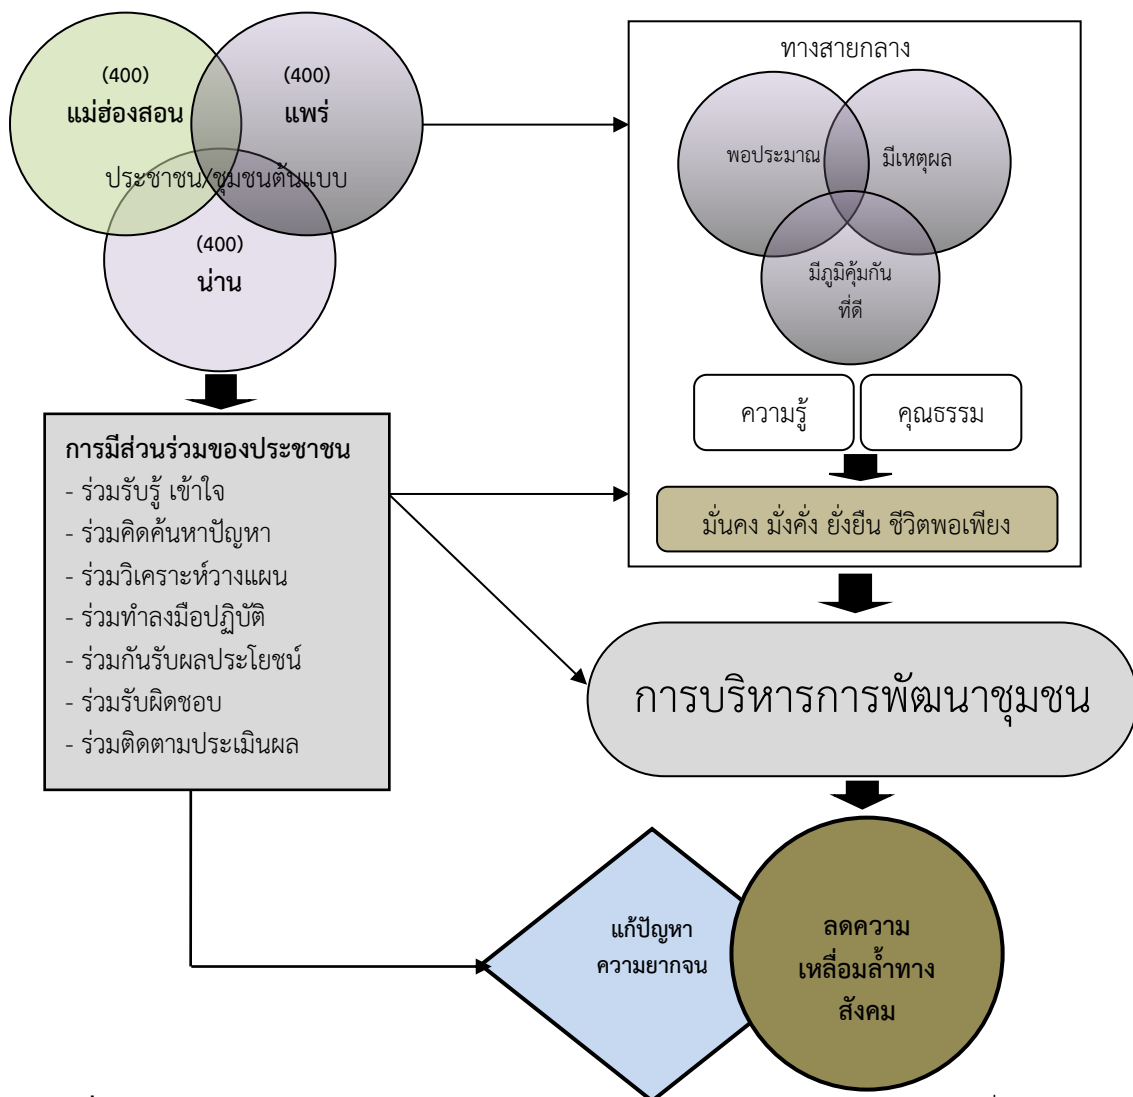 (400)
แม่ฮ่องสอน
(400)
แพร่
ประชาชน/ชุมชนต้นแบบ
(400)
น่าน
ทางสายกลาง
พอประมาณ
มีเหตุผล
มีภูมิคุ้มกัน
ที่ดี
ความรู้
คุณธรรม
มั่นคง มั่งคั่ง ยั่งยืน ชีวิตพอเพียง
การมีส่วนร่วมของประชาชน
- ร่วมรับรู้ เข้าใจ
- ร่วมคิดค้นหาปัญหา
- ร่วมวิเคราะห์วางแผน
- ร่วมทำลงมือปฏิบัติ
- ร่วมกันรับผลประโยชน์
- ร่วมรับผิดชอบ
- ร่วมติดตามประเมินผล
การบริหารการพัฒนาชุมชน
แก้ปัญหา
ความยากจน
ลดความ
เหลื่อมล้ำทาง
สังคม